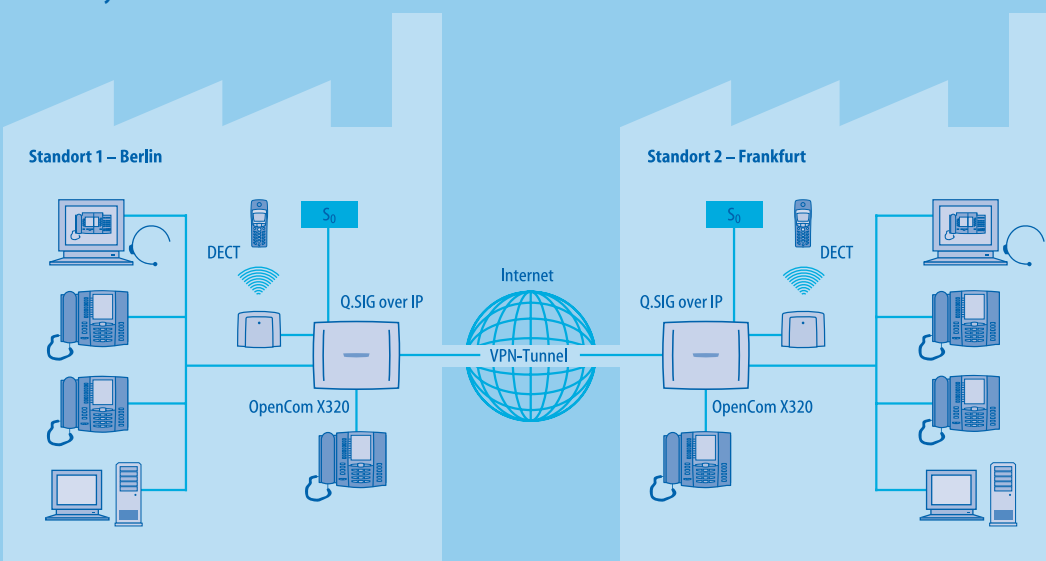 Standort 1 – Berlin
S0
DECT
Q.SIG over IP
OpenCom X320
Internet
VPN-Tunnel
Standort 2 – Frankfurt
S0
DECT
Q.SIG over IP
OpenCom X320